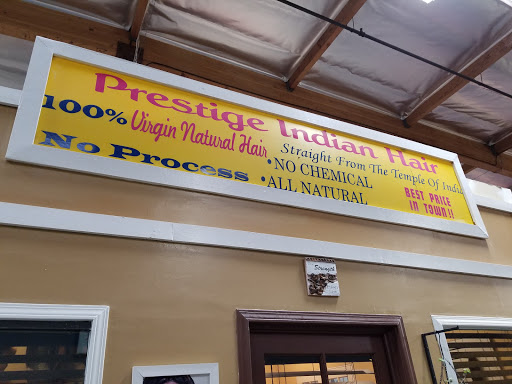 Prestige Indian Hair
100% Virgin Natural Hair
Straight From The Temple Of India
No Process
•NO CHEMICAL
•ALL NATURAL
BEST PRICE
IN TOWN!!
Strength